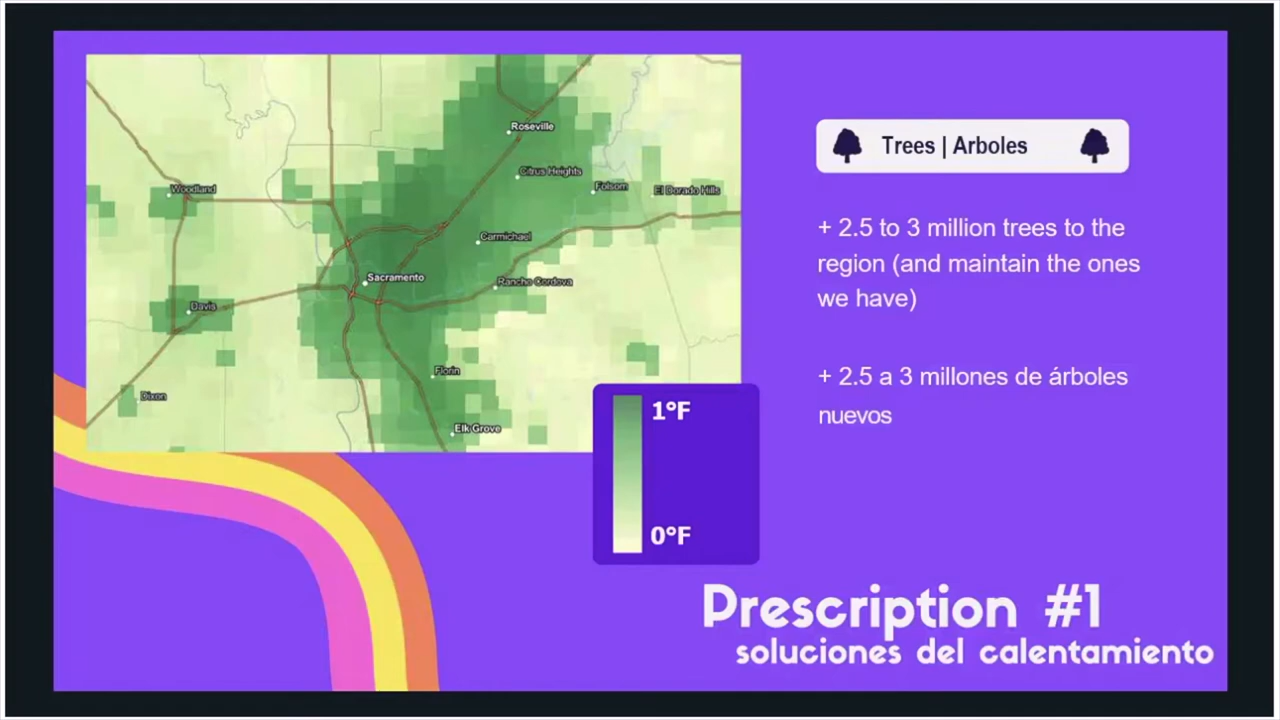 Roseville
Citrus Heights
Woodland
Folsom
El Dorado Hills
Carmichael
Sacramento
Rancho Cordova
Davis
Florin
Dixon
Elk Grove
1°F
0°F
Trees | Arboles
+ 2.5 to 3 million trees to the
region (and maintain the ones
we have)
+ 2.5 a 3 millones de árboles
nuevos
Prescription #1
soluciones del calentamiento